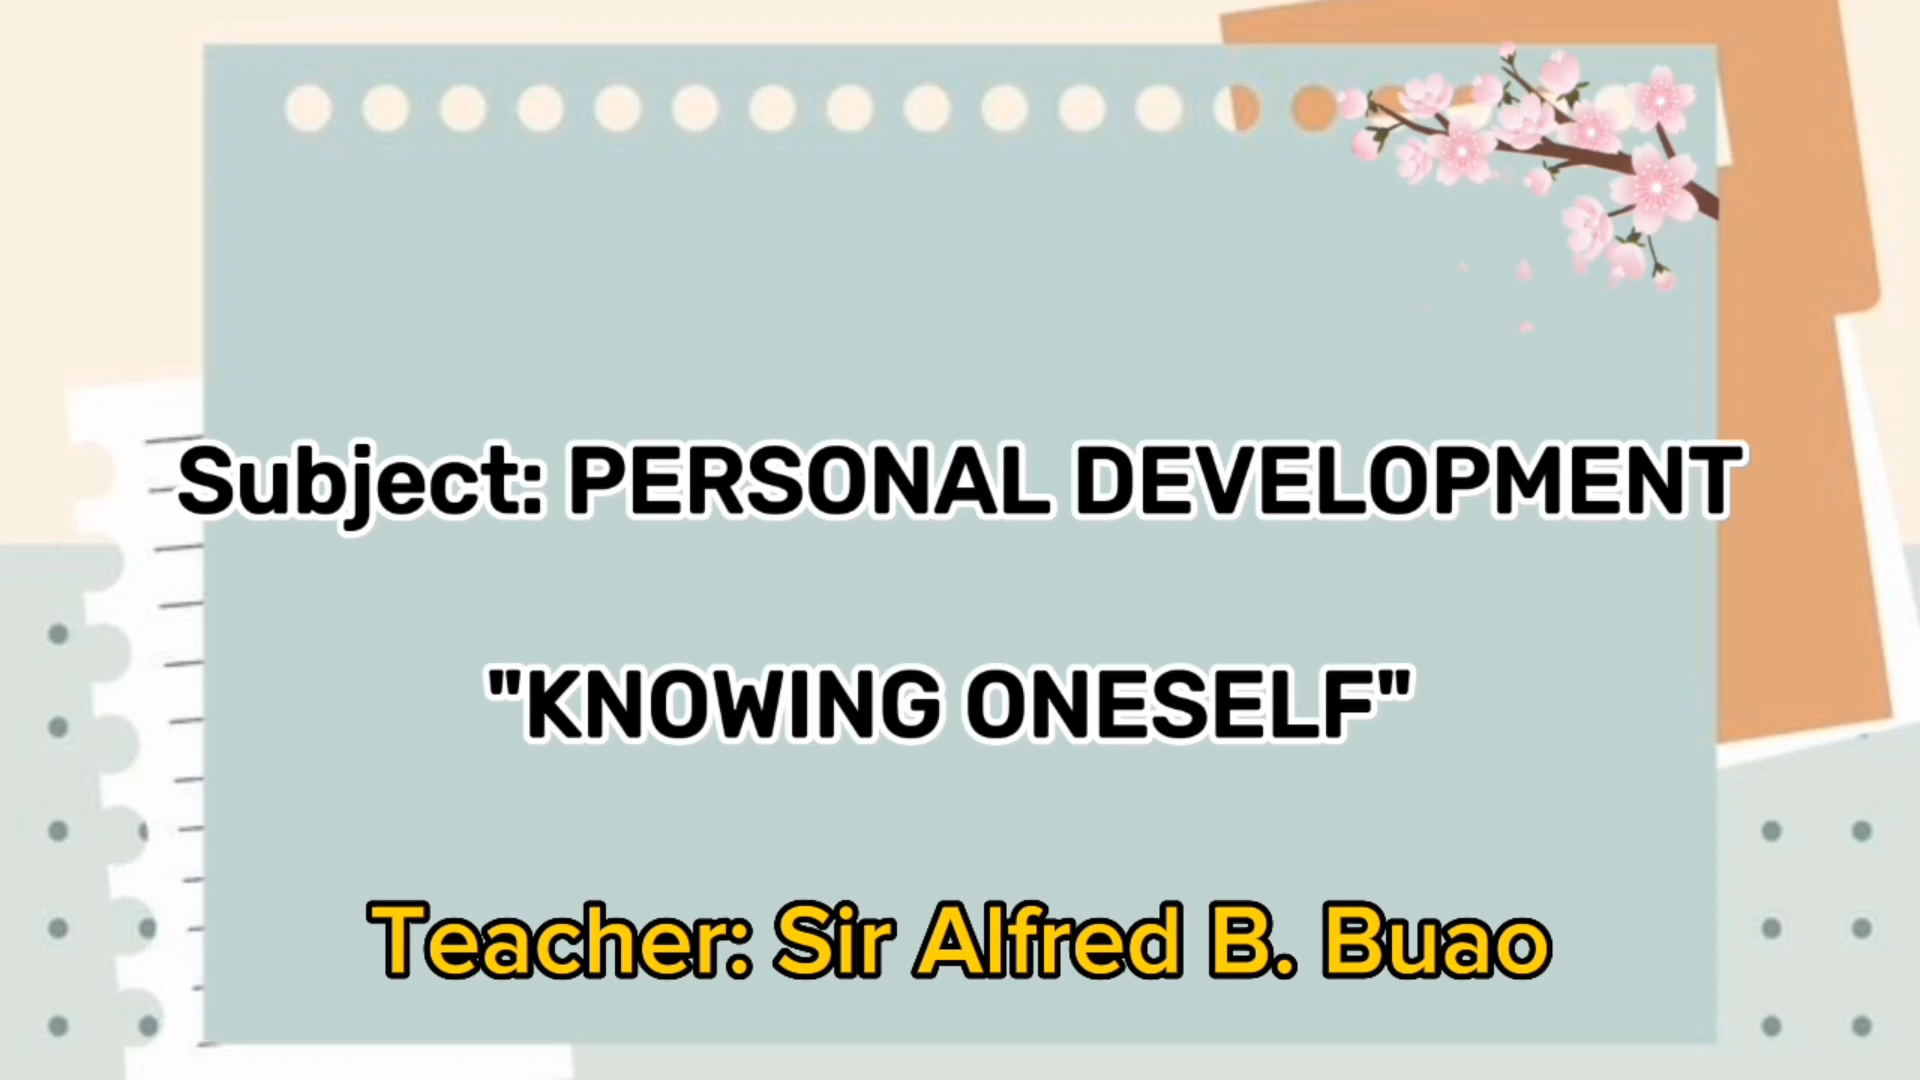 Subject: PERSONAL DEVELOPMENT
"KNOWING ONESELF"
Teacher: Sir Alfred B. Buao